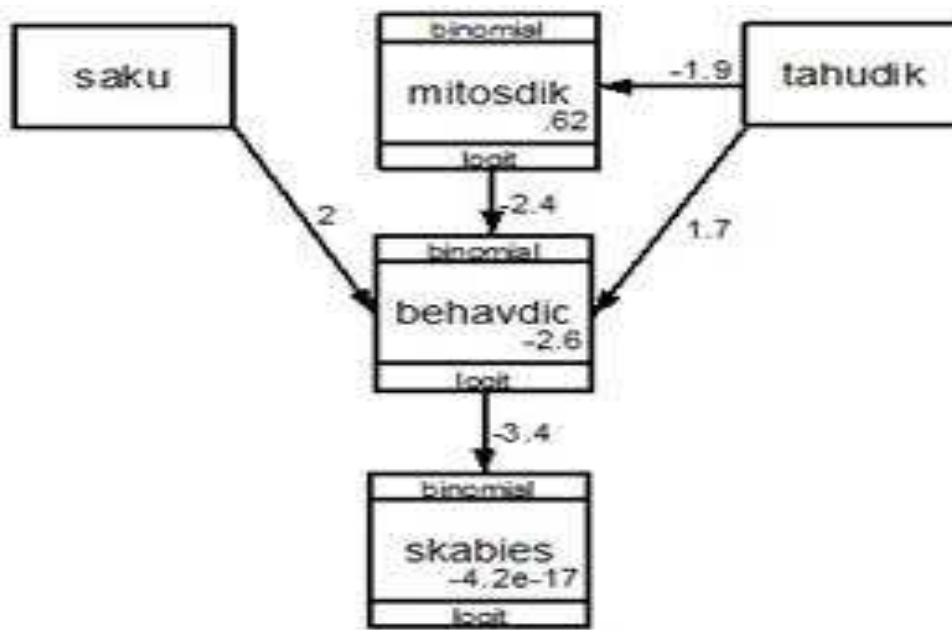 binomial
saku
mitosdik
.62
logit
-1.9
tahudik
2
-2.4
1.7
binomial
behavdic
-2.6
logit
-3.4
binomial
skabies
-4.2e-17
logit